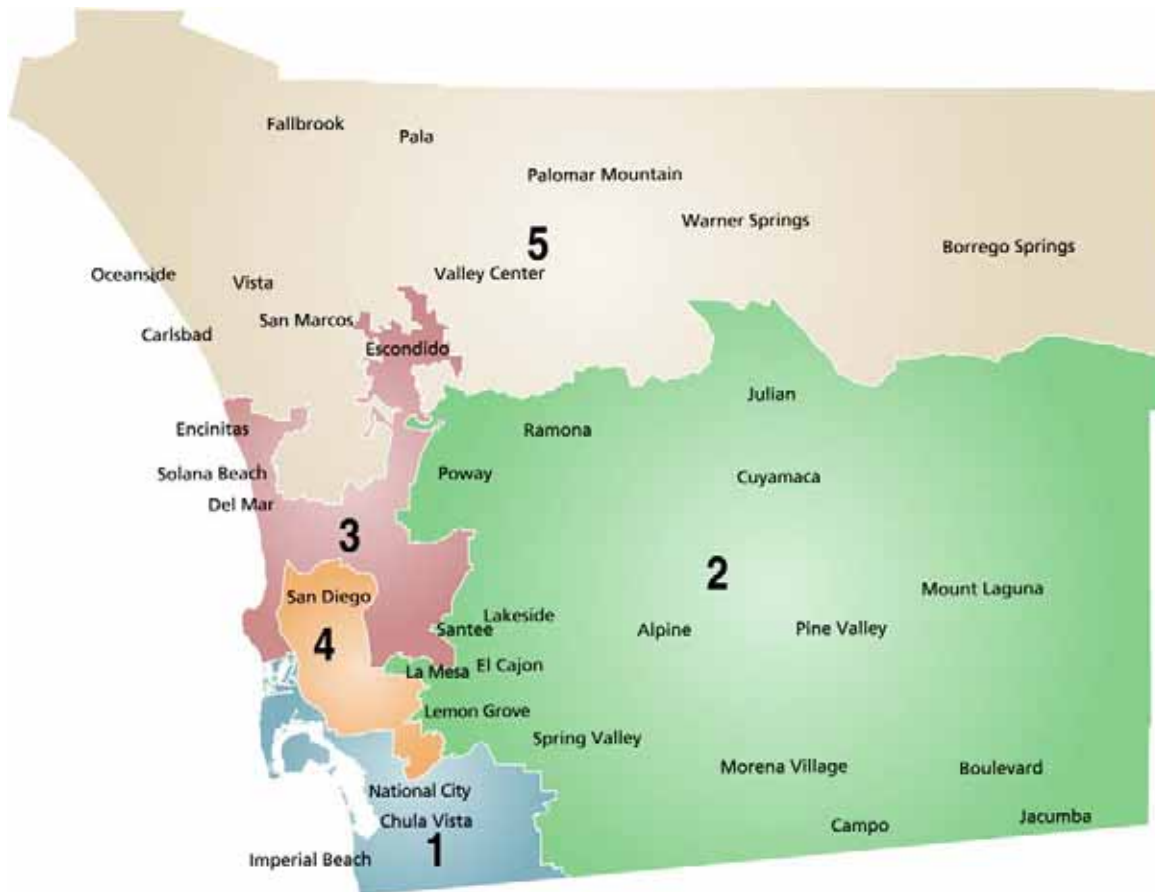 Fallbrook
Pala
Palomar Mountain
Warner Springs
5
Borrego Springs
Oceanside
Vista
Valley Center
San Marcos
Carlsbad
Escondido
Julian
Encinitas
Ramona
Solana Beach
Poway
Cuyamaca
Del Mar
3
2
Mount Laguna
San Diego
Lakeside
Santee
Alpine
Pine Valley
4
La Mesa
El Cajon
Lemon Grove
Spring Valley
Morena Village
Boulevard
National City
Chula Vista
Campo
Jacumba
1
Imperial Beach